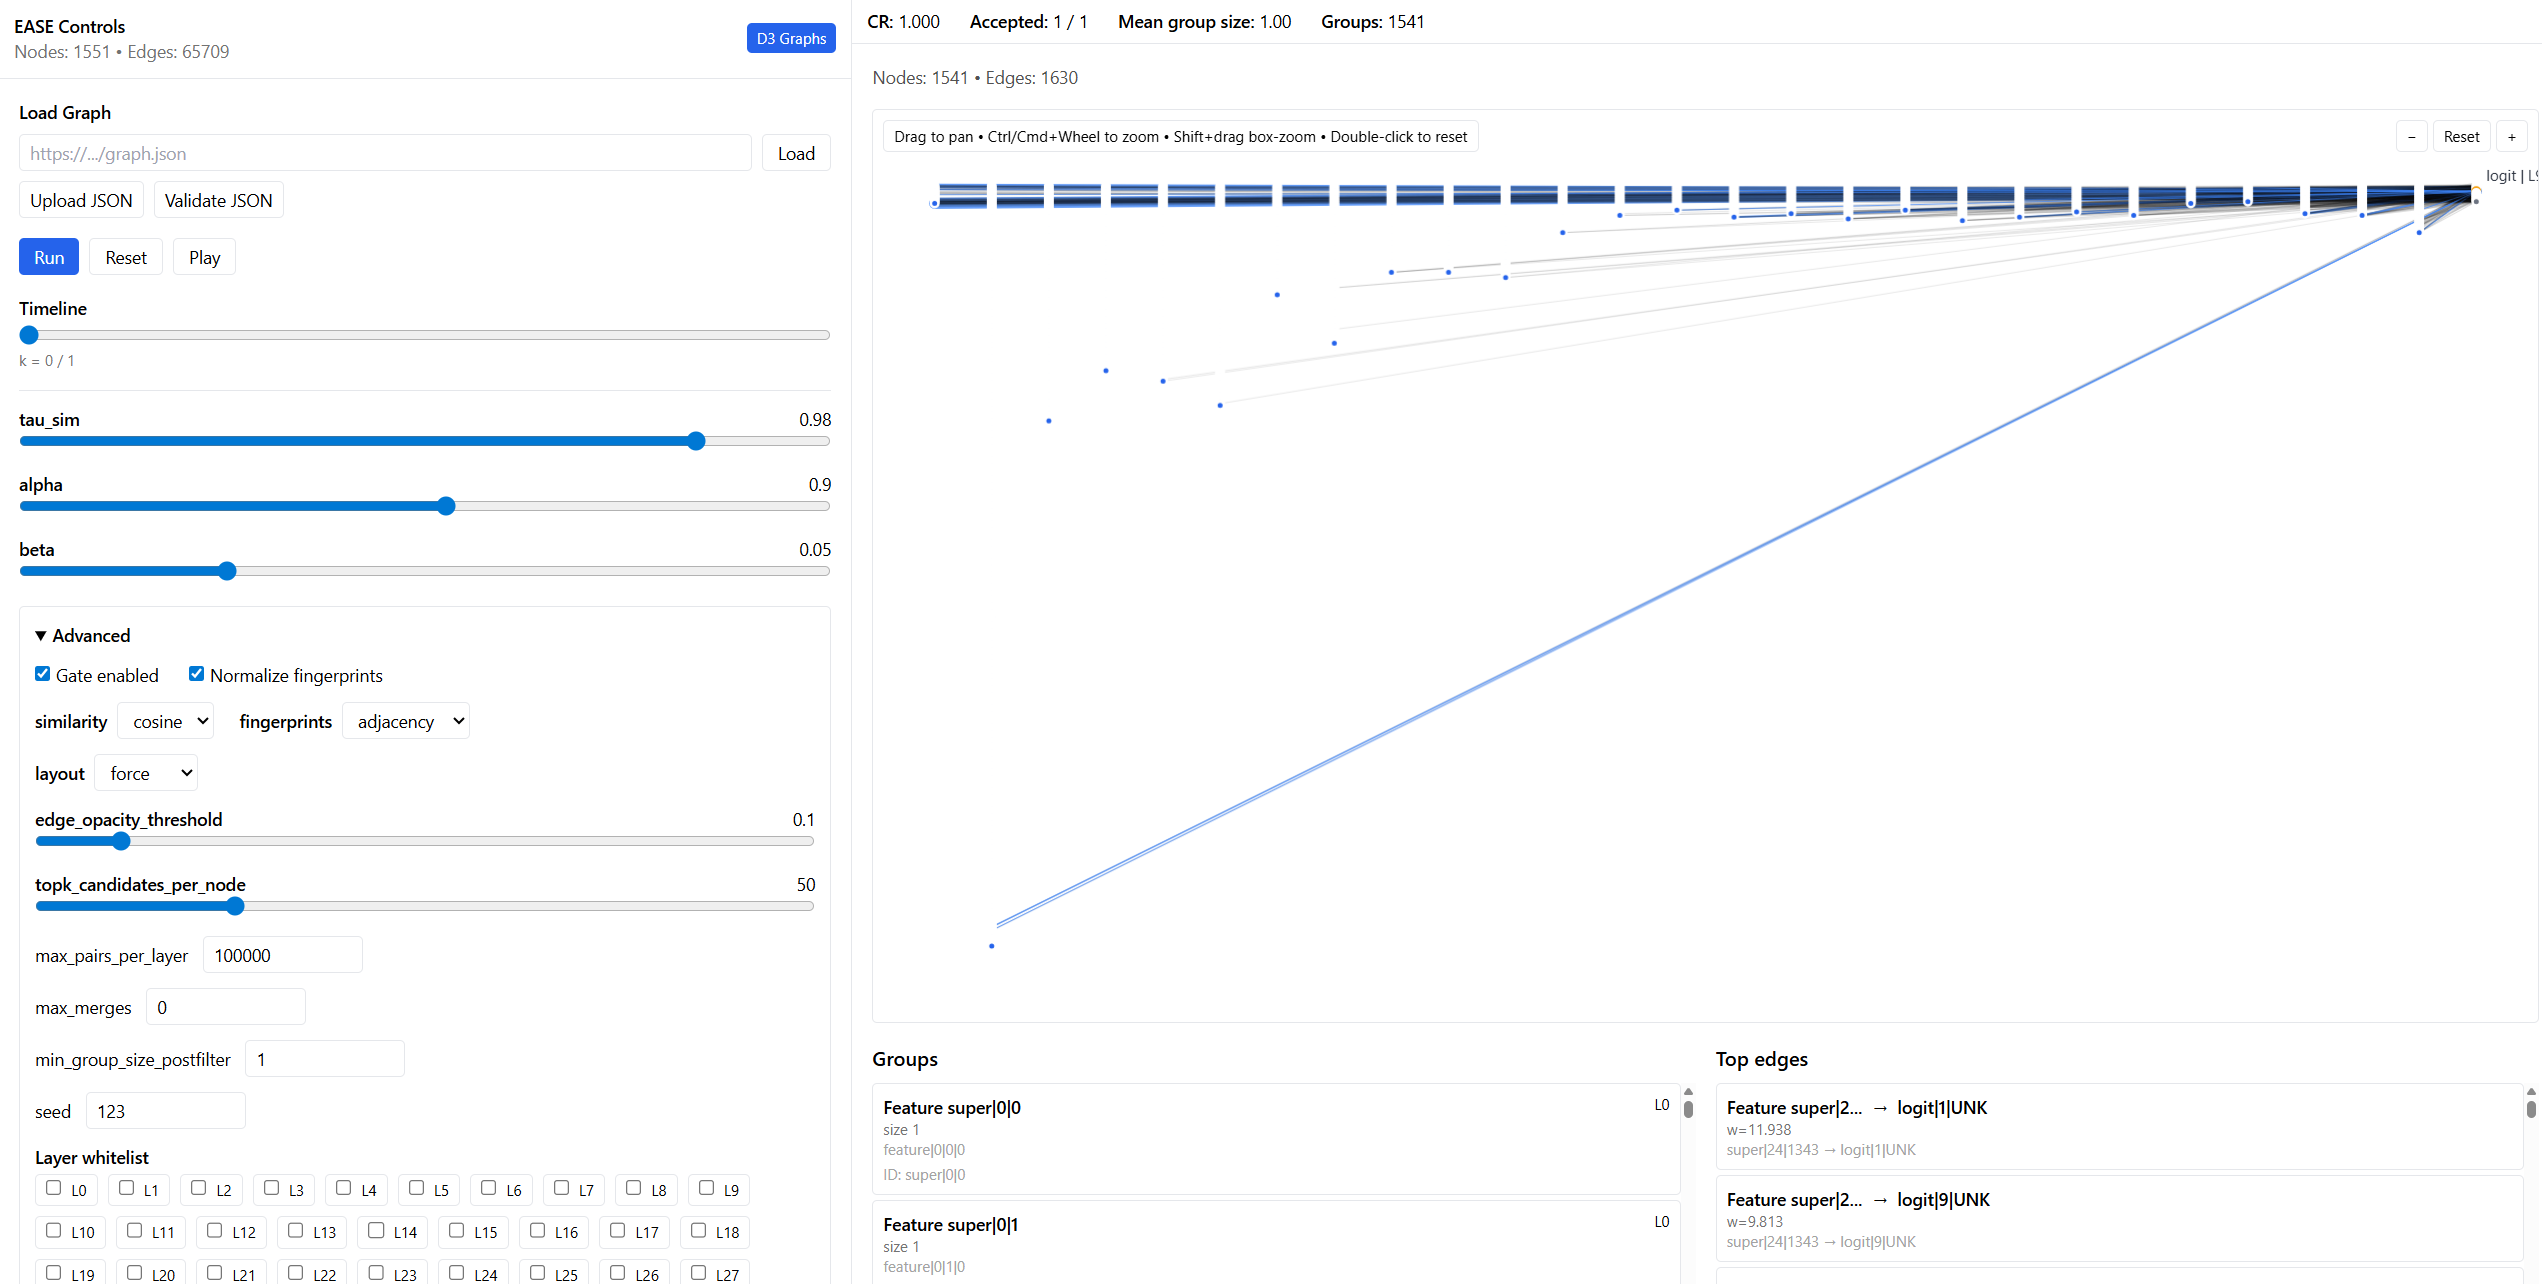 EASE Controls
Nodes: 1551 • Edges: 65709
D3 Graphs
Load Graph
https://.../graph.json
Load
Upload JSON
Validate JSON
Run
Reset
Play
Timeline
k = 0 / 1
tau_sim
0.98
alpha
0.9
beta
0.05
▼ Advanced
Gate enabled
Normalize fingerprints
similarity
cosine
fingerprints
adjacency
layout
force
edge_opacity_threshold
0.1
topk_candidates_per_node
50
max_pairs_per_layer
100000
max_merges
0
min_group_size_postfilter
1
seed
123
Layer whitelist
L0 L1 L2 L3 L4 L5 L6 L7 L8 L9
L10 L11 L12 L13 L14 L15 L16 L17 L18
L19 L20 L21 L22 L23 L24 L25 L26 L27
CR: 1.000 Accepted: 1 / 1 Mean group size: 1.00 Groups: 1541
Nodes: 1541 • Edges: 1630
Drag to pan • Ctrl/Cmd+Wheel to zoom • Shift+drag box-zoom • Double-click to reset
− Reset +
logit | L9
Groups
Feature super|0|0
L0
size 1
feature|0|0|0
ID: super|0|0
Feature super|0|1
L0
size 1
feature|0|1|0
Top edges
Feature super|2... → logit|1|UNK
w=11.938
super|24|1343 → logit|1|UNK
Feature super|2... → logit|9|UNK
w=9.813
super|24|1343 → logit|9|UNK